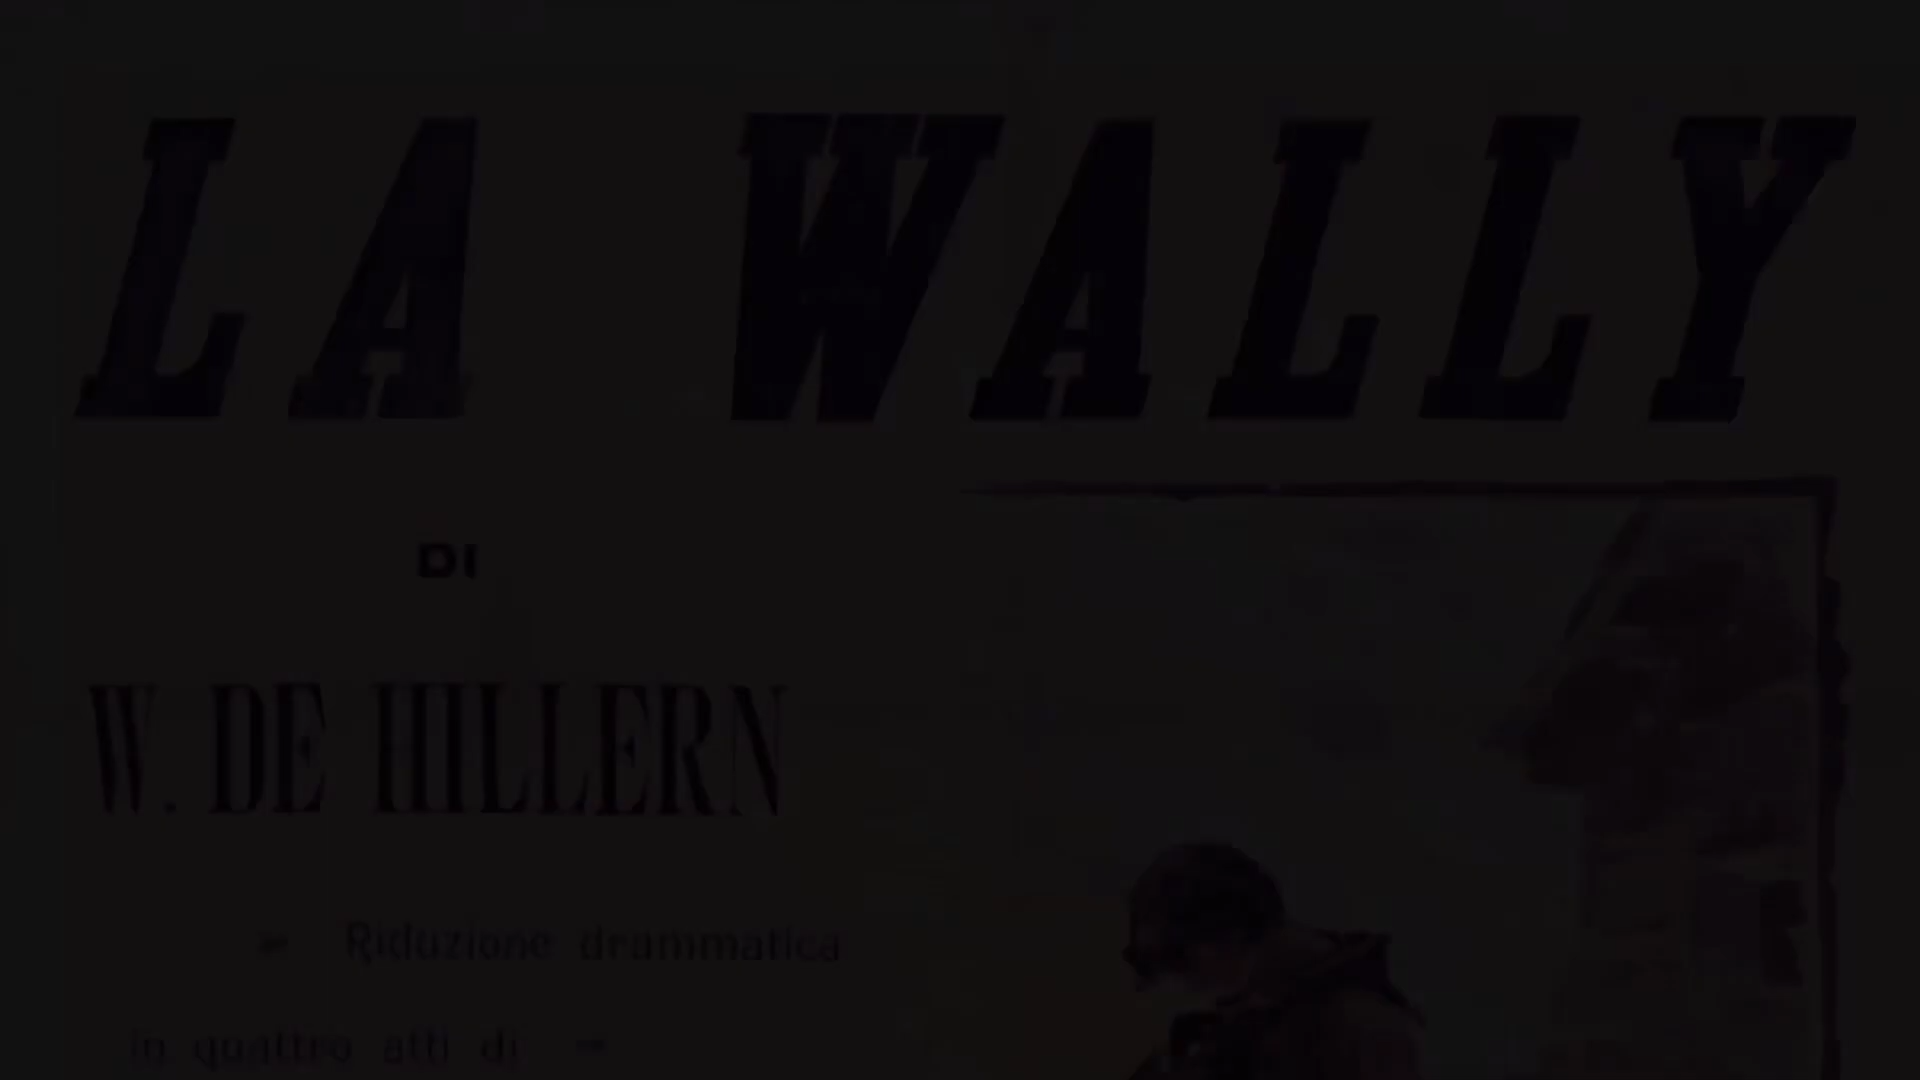 LA WALLY
DI
W. DE HILLERN
Riduzione drammatica
in quattro atti di